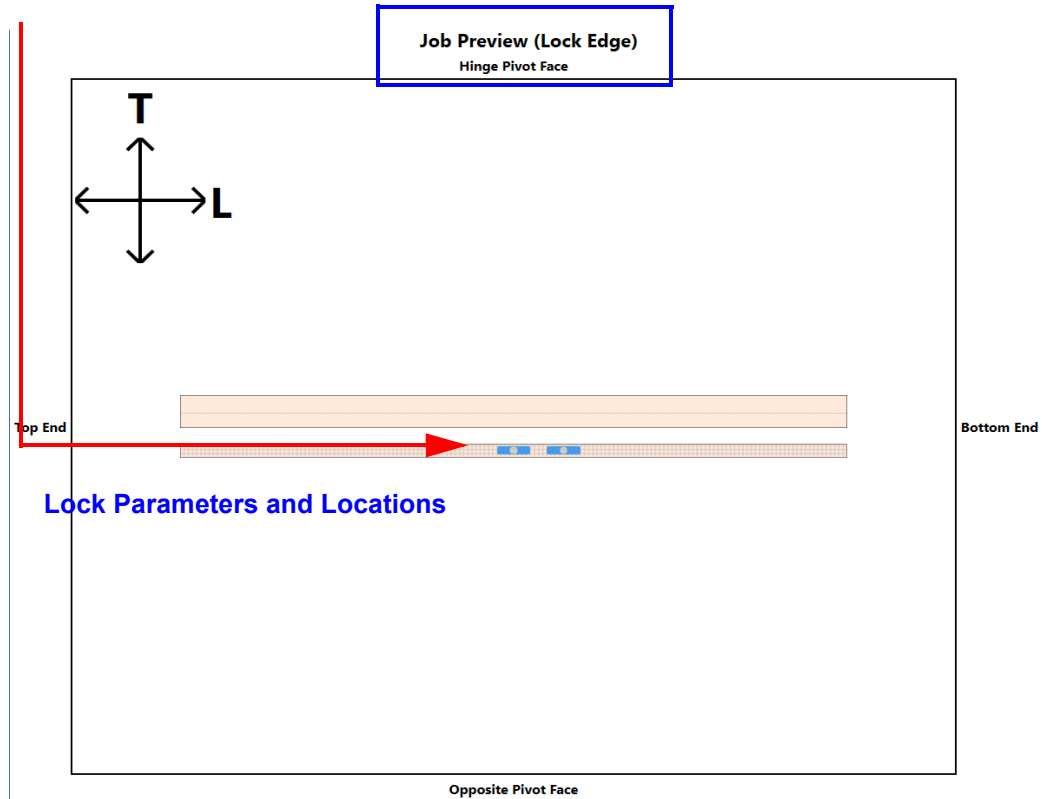 Job Preview (Lock Edge)
Hinge Pivot Face
T
L
Top End
Bottom End
Lock Parameters and Locations
Opposite Pivot Face